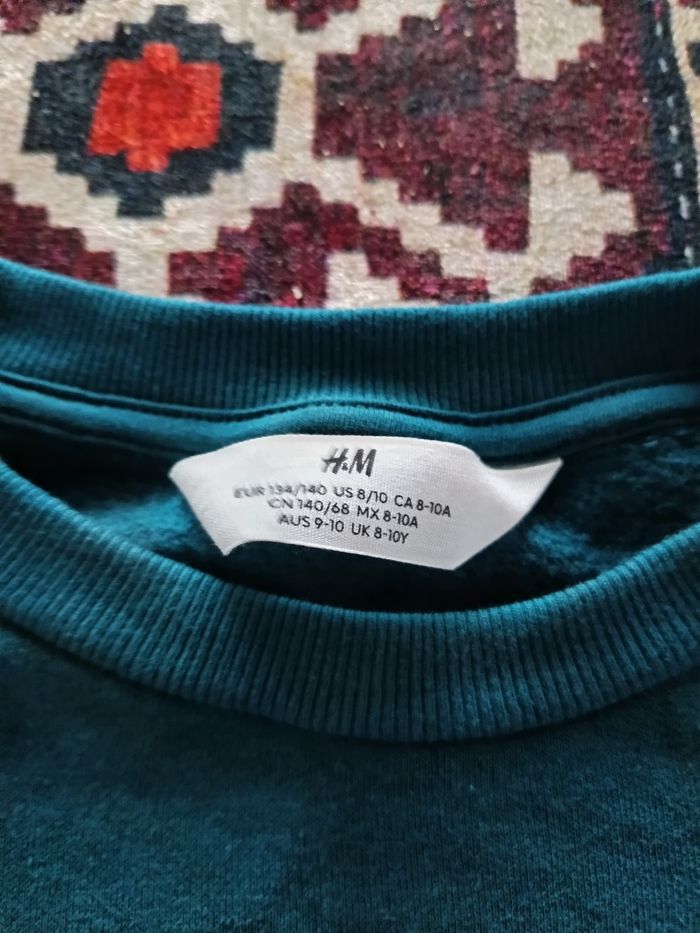 H&M
EUR 134/140 US 8/10 CA 8-10A
CN 140/68 MX 8-10A
AUS 9-10 UK 8-10Y